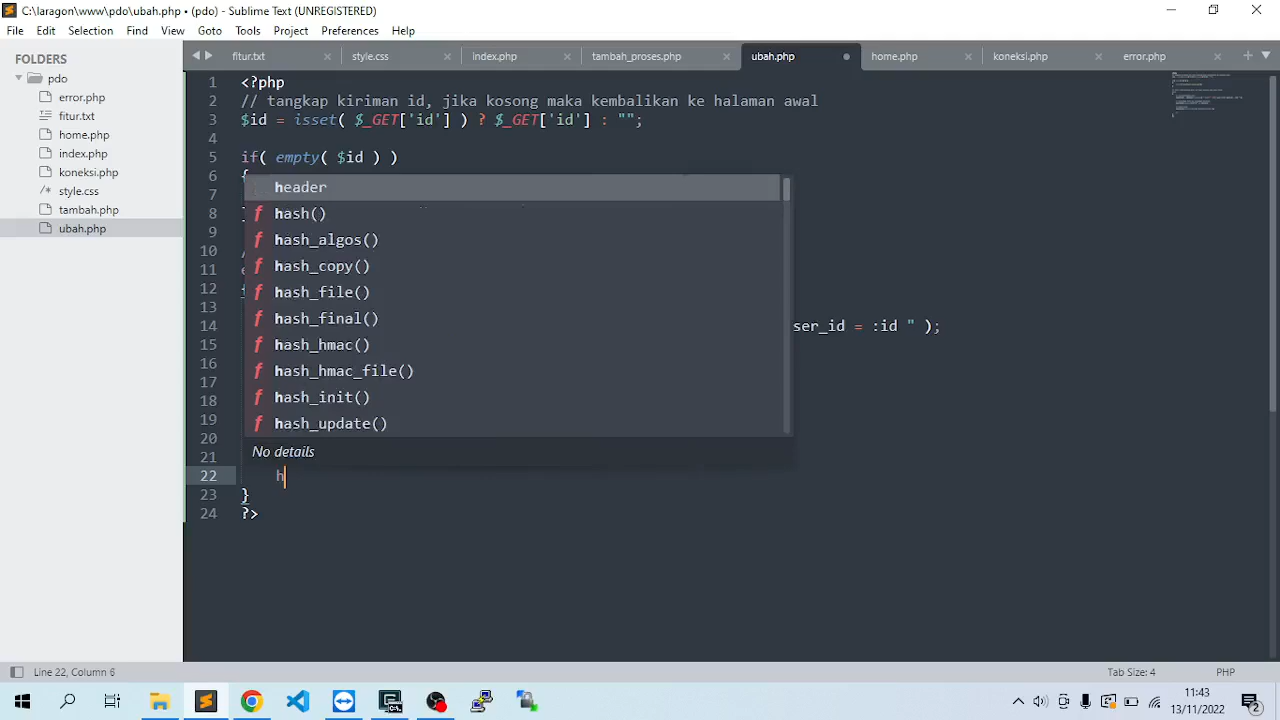 C:\laragon\www\pdo\ubah.php • (pdo) - Sublime Text (UNREGISTERED)
File Edit Selection Find View Goto Tools Project Preferences Help
FOLDERS
pdo
error.php
fitur.txt
home.php
index.php
koneksi.php
style.css
tambah.php
ubah.php
fitur.txt style.css index.php tambah_proses.php ubah.php home.php koneksi.php error.php
1 <?php
2 // tangkap kiriman id, jika kosong maka kembalikan ke halaman awal
3 $id = isset( $_GET['id'] ) ? $_GET['id'] : "";
4
5 if( empty( $id ) )
6 {
7
8
9
10
11
12
13
14 ser_id = :id " );
15
16
17
18
19
20
21
22 h
23 }
24 ?>
header
f hash()
f hash_algos()
f hash_copy()
f hash_file()
f hash_final()
f hash_hmac()
f hash_hmac_file()
f hash_init()
f hash_update()
No details
Line 22, Column 6 Tab Size: 4 PHP
11:43
13/11/2022
2